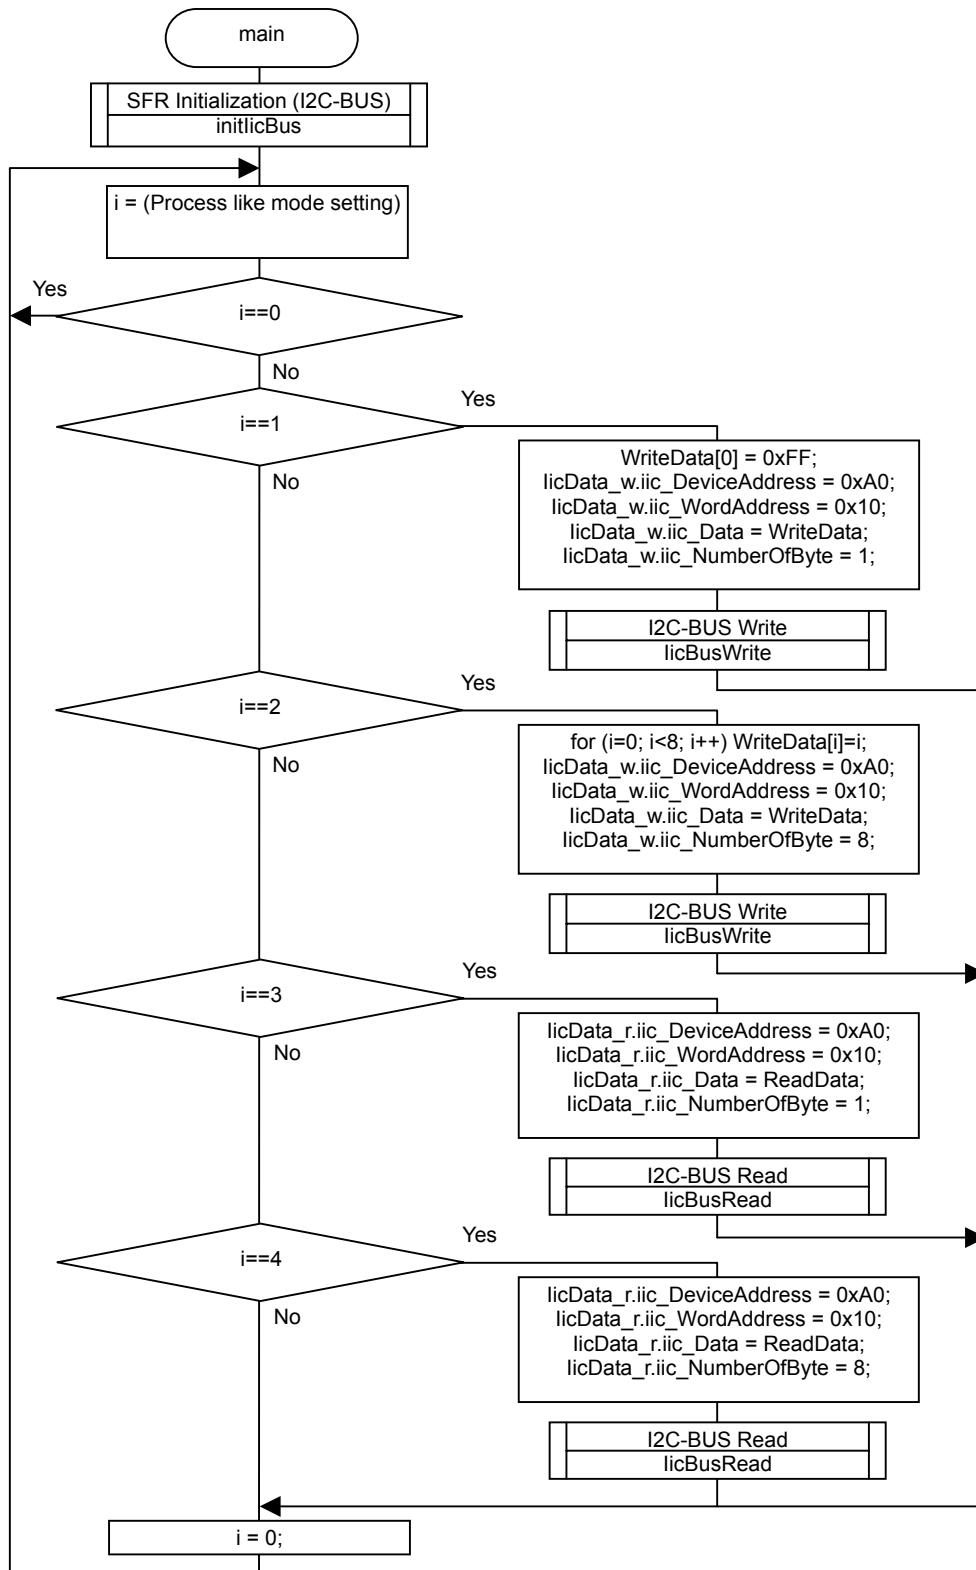 main
SFR Initialization (I2C-BUS)
initIicBus
i = (Process like mode setting)
Yes
i==0
No
i==1
Yes
No
WriteData[0] = 0xFF;
IicData_w.iic_DeviceAddress = 0xA0;
IicData_w.iic_WordAddress = 0x10;
IicData_w.iic_Data = WriteData;
IicData_w.iic_NumberOfByte = 1;
I2C-BUS Write
IicBusWrite
i==2
Yes
No
for (i=0; i<8; i++) WriteData[i]=i;
IicData_w.iic_DeviceAddress = 0xA0;
IicData_w.iic_WordAddress = 0x10;
IicData_w.iic_Data = WriteData;
IicData_w.iic_NumberOfByte = 8;
I2C-BUS Write
IicBusWrite
i==3
Yes
No
IicData_r.iic_DeviceAddress = 0xA0;
IicData_r.iic_WordAddress = 0x10;
IicData_r.iic_Data = ReadData;
IicData_r.iic_NumberOfByte = 1;
I2C-BUS Read
IicBusRead
i==4
Yes
No
IicData_r.iic_DeviceAddress = 0xA0;
IicData_r.iic_WordAddress = 0x10;
IicData_r.iic_Data = ReadData;
IicData_r.iic_NumberOfByte = 8;
I2C-BUS Read
IicBusRead
i = 0;